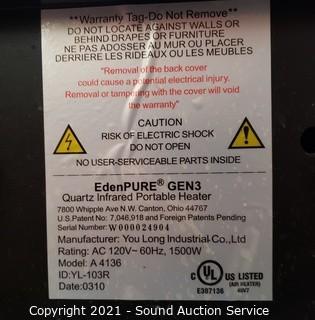 **Warranty Tag-Do Not Remove**
DO NOT LOCATE AGAINST WALLS OR
BEHIND DRAPES OR FURNITURE
NE PAS ADOSSER AU MUR OU PLACER
DERRIERE LES RIDEAUX OU LES MEUBLES
"Removal of the back cover
could cause a potential electrical injury.
Removal or tampering with the cover will void
the warranty"
CAUTION
RISK OF ELECTRIC SHOCK
DO NOT OPEN
NO USER-SERVICEABLE PARTS INSIDE
EdenPURE® GEN3
Quartz Infrared Portable Heater
7800 Whipple Ave N.W. Canton, Ohio 44767
U.S.Patent No: 7,046,918 and Foreign Patents Pending
Serial Number: W000024904
Manufacturer: You Long Industrial Co.,Ltd
Rating: AC 120V~ 60Hz, 1500W
Model: A 4136
ID:YL-103R
Date:0310
C UL US LISTED
(AIR HEATER)
E387136 40V7
Copyright 2021 - Sound Auction Service